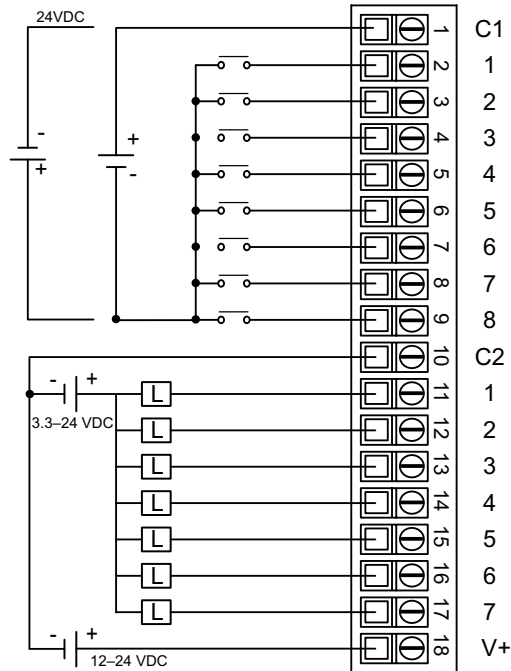 24VDC
1 C1
2 1
3 2
- + 4 3
+ - 5 4
6 5
7 6
8 7
9 8
10 C2
- + L 11 1
3.3–24 VDC
L 12 2
L 13 3
L 14 4
L 15 5
L 16 6
L 17 7
- + 18 V+
12–24 VDC